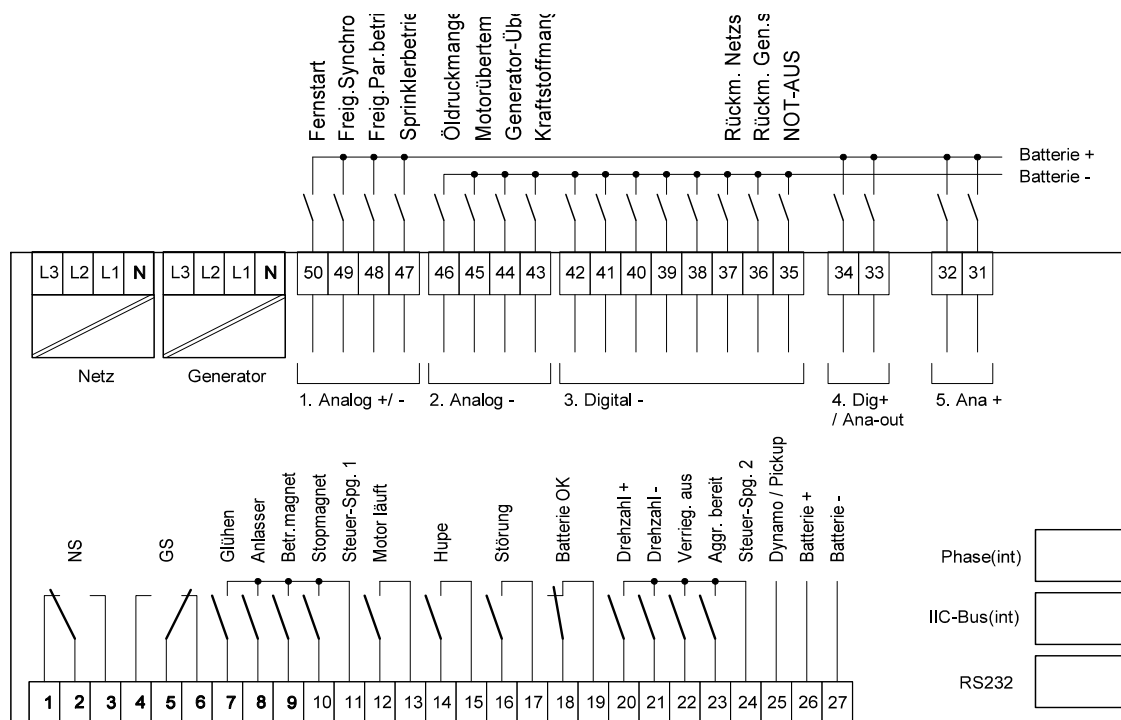 Fernstart
Freig.Synchro
Freig.Par.betri
Sprinklerbetrie
Öldruckmange
Motorübertem
Generator-Übe
Kraftstoffmang
Rückm. Netzs
Rückm. Gen.s
NOT-AUS
Batterie +
Batterie -
L3 L2 L1 N L3 L2 L1 N 50 49 48 47 46 45 44 43 42 41 40 39 38 37 36 35 34 33 32 31
Netz Generator
1. Analog +/- 2. Analog - 3. Digital - 4. Dig+ 5. Ana +
/ Ana-out
NS
GS
Glühen
Anlasser
Betr.magnet
Stopmagnet
Steuer-Spg. 1
Motor läuft
Hupe
Störung
Batterie OK
Drehzahl +
Drehzahl -
Verrieg. aus
Aggr. bereit
Steuer-Spg. 2
Dynamo / Pickup
Batterie +
Batterie -
Phase(int)
IIC-Bus(int)
RS232
1 2 3 4 5 6 7 8 9 10 11 12 13 14 15 16 17 18 19 20 21 22 23 24 25 26 27